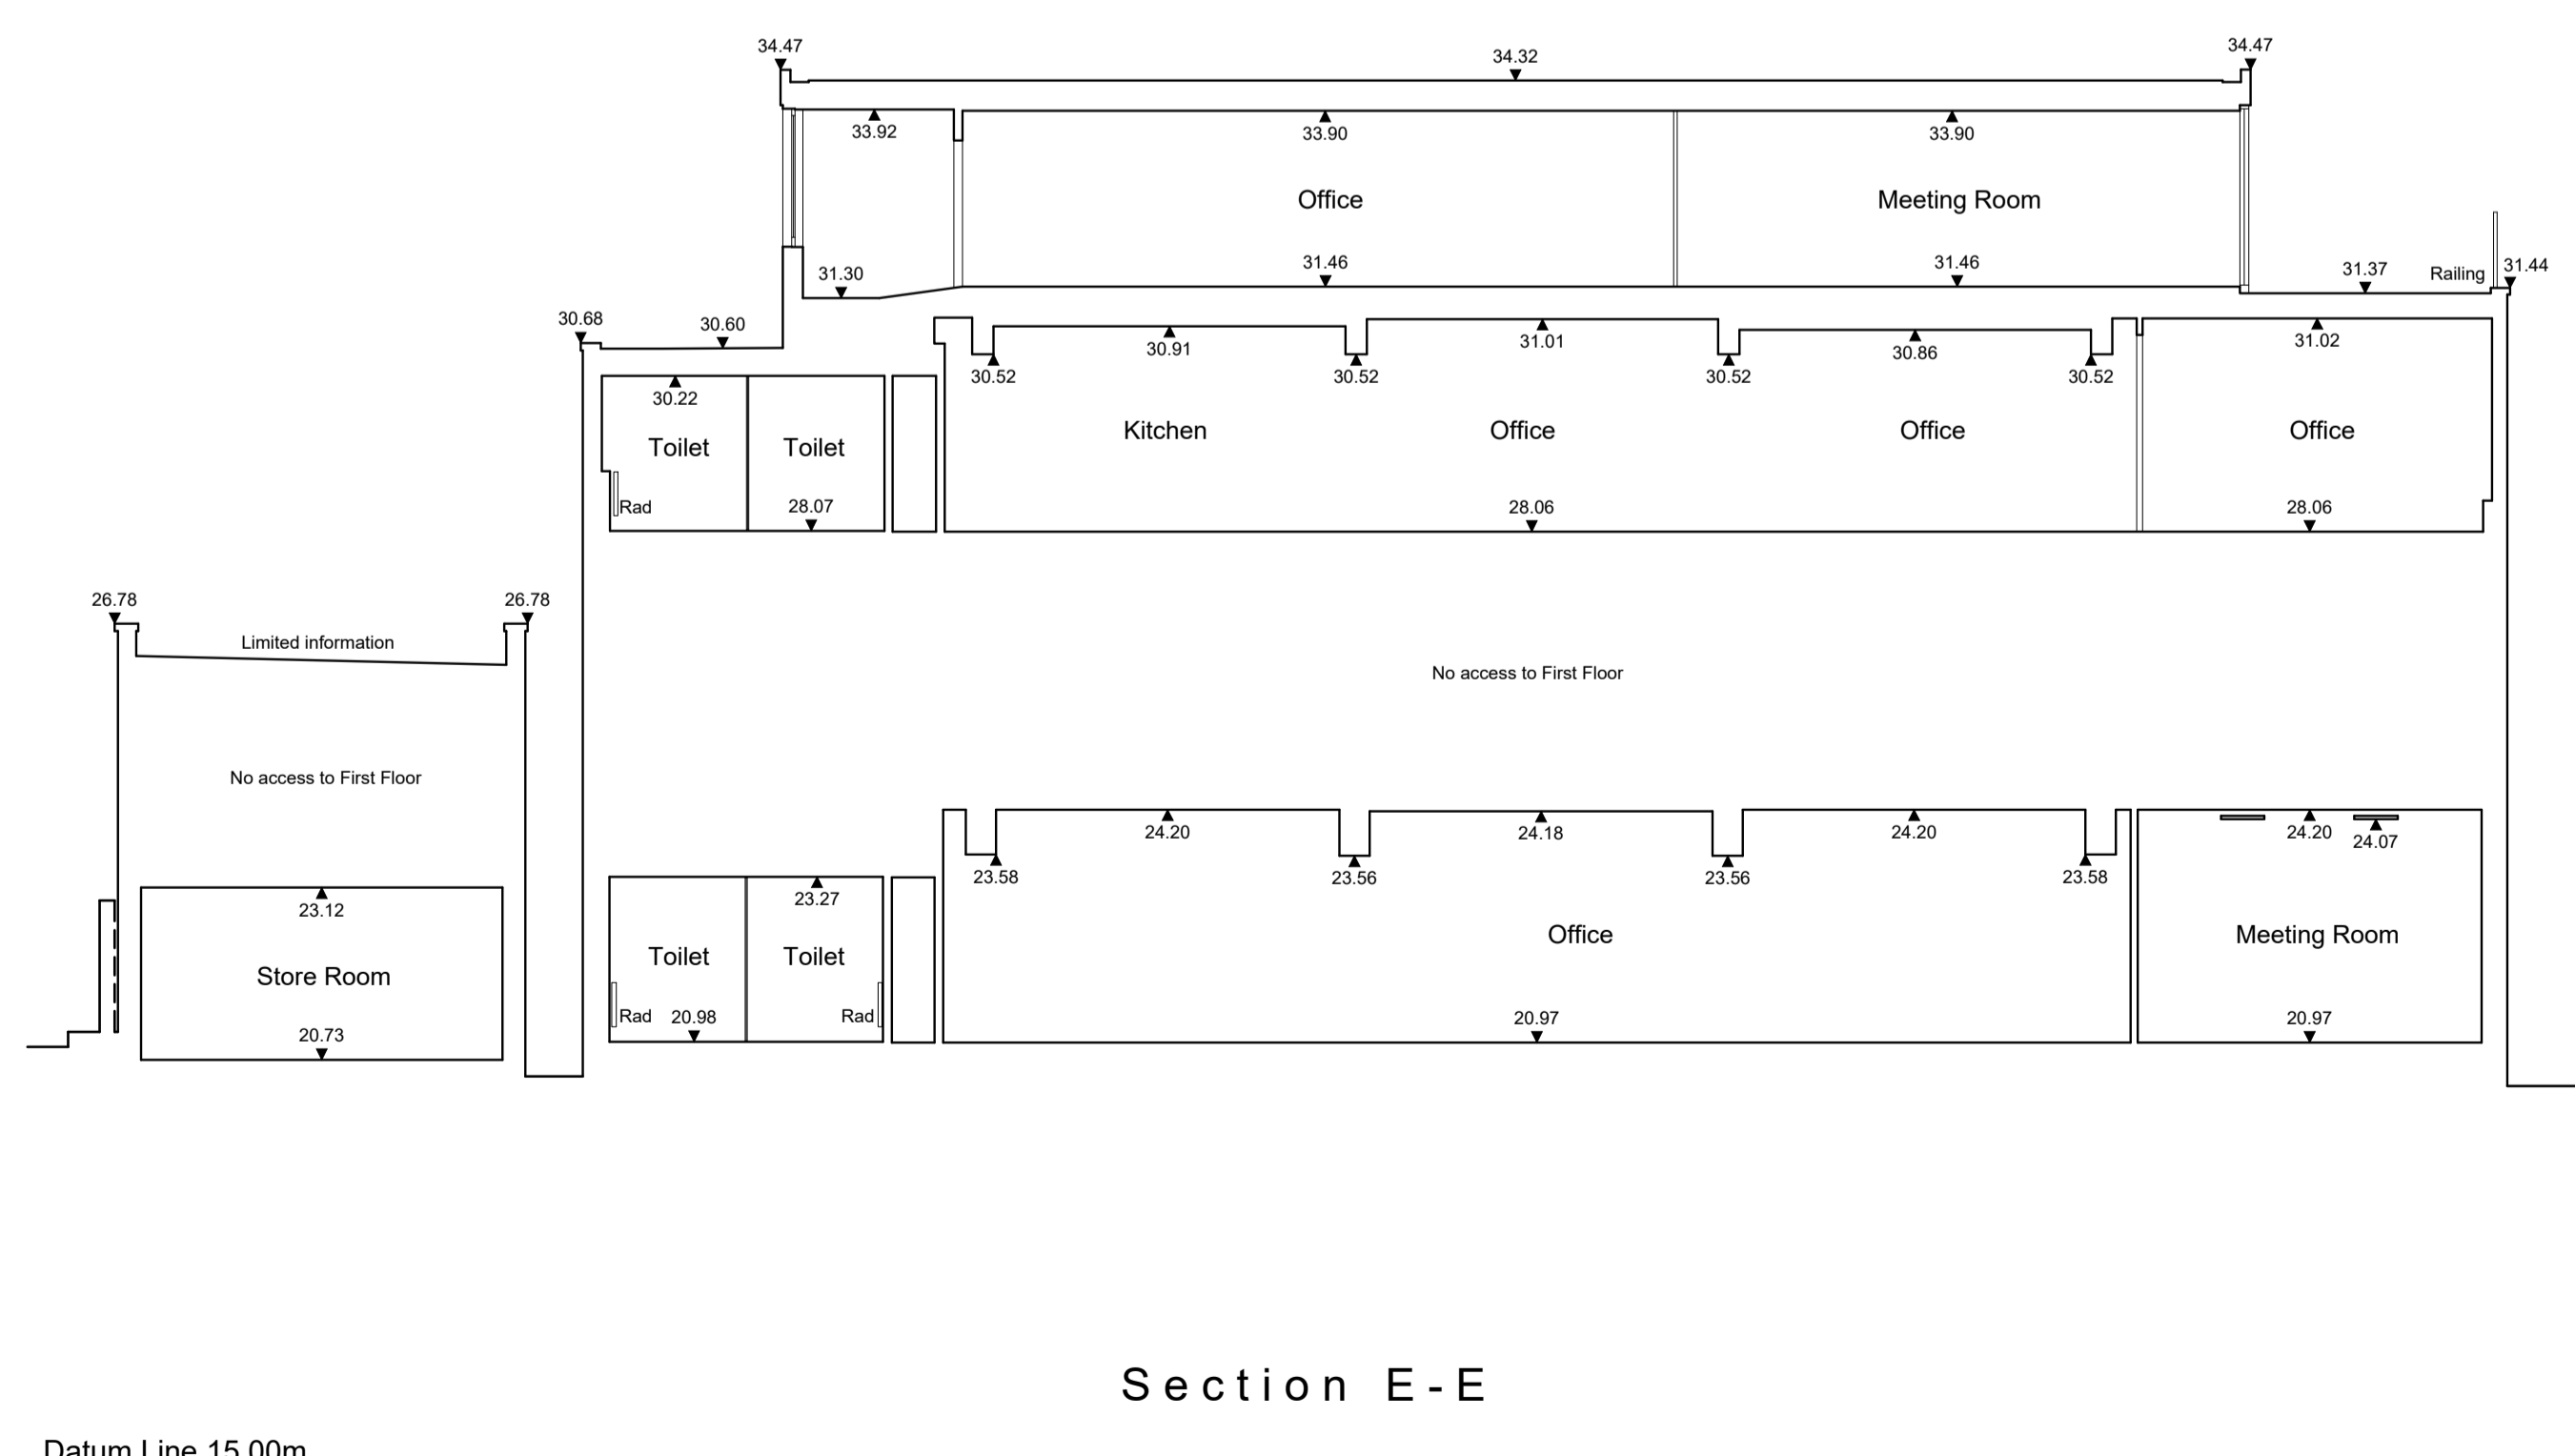 34.47
34.32
34.47
33.92
33.90
33.90
Office
Meeting Room
31.30
31.46
31.46
31.37
Railing
31.44
30.68
30.60
30.22
30.52
30.91
30.52
31.01
30.52
30.86
30.52
31.02
Toilet
Toilet
Kitchen
Office
Office
Office
Rad
28.07
28.06
28.06
26.78
26.78
Limited information
No access to First Floor
No access to First Floor
23.12
23.27
23.58
24.20
23.56
24.18
23.56
24.20
23.58
24.20
24.07
Store Room
Toilet
Toilet
Office
Meeting Room
20.73
Rad
20.98
Rad
20.97
20.97
Section E-E
Datum Line 15.00m